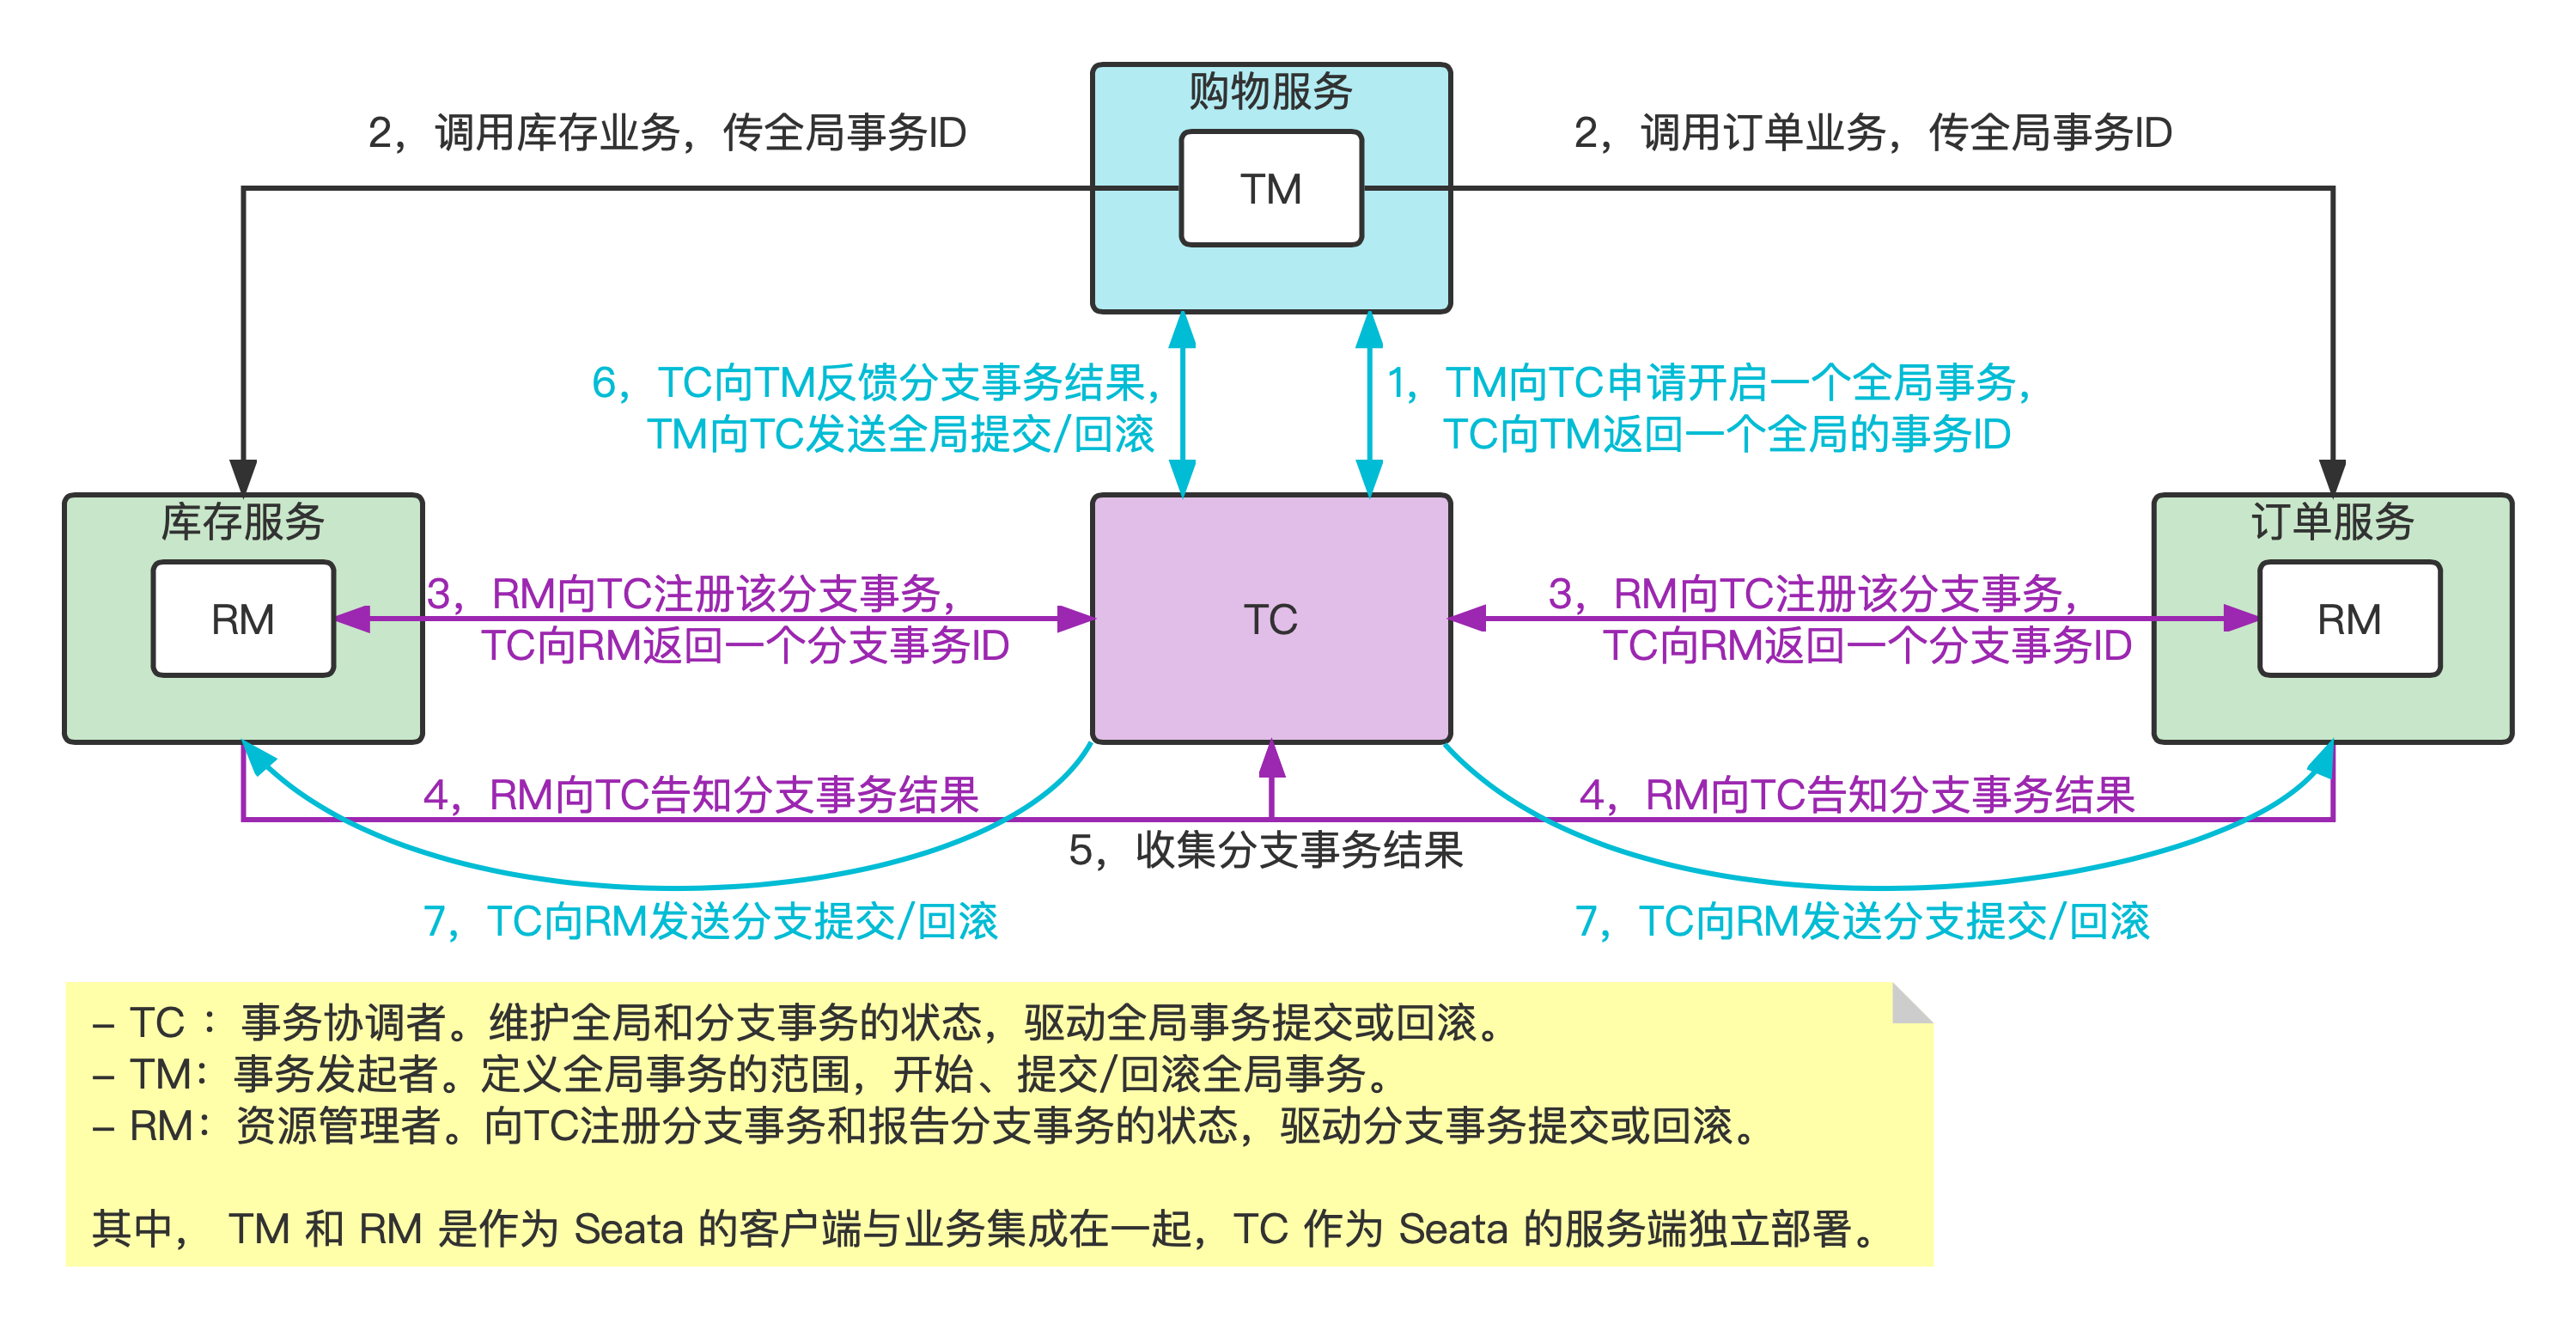 购物服务
TM
2，调用库存业务，传全局事务ID
2，调用订单业务，传全局事务ID
6，TC向TM反馈分支事务结果，
TM向TC发送全局提交/回滚
1，TM向TC申请开启一个全局事务，
TC向TM返回一个全局的事务ID
库存服务
RM
3，RM向TC注册该分支事务，
TC向RM返回一个分支事务ID
TC
3，RM向TC注册该分支事务，
TC向RM返回一个分支事务ID
订单服务
RM
4，RM向TC告知分支事务结果
4，RM向TC告知分支事务结果
5，收集分支事务结果
7，TC向RM发送分支提交/回滚
7，TC向RM发送分支提交/回滚
– TC ：事务协调者。维护全局和分支事务的状态，驱动全局事务提交或回滚。
– TM：事务发起者。定义全局事务的范围，开始、提交/回滚全局事务。
– RM：资源管理者。向TC注册分支事务和报告分支事务的状态，驱动分支事务提交或回滚。
其中， TM 和 RM 是作为 Seata 的客户端与业务集成在一起，TC 作为 Seata 的服务端独立部署。